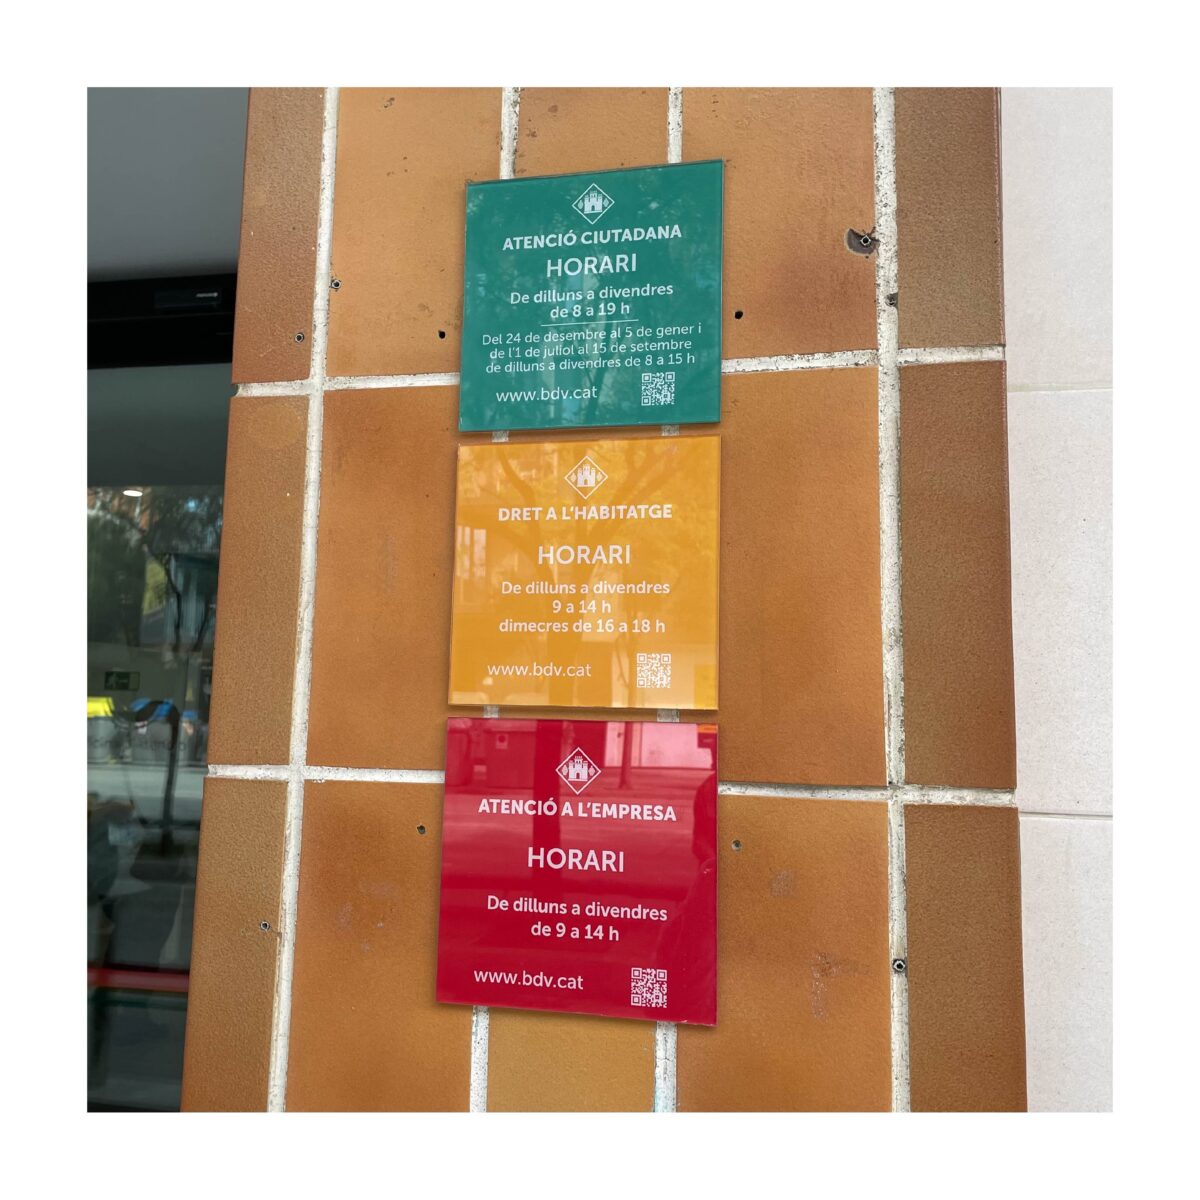 ATENCIÓ CIUTADANA
HORARI
De dilluns a divendres
de 8 a 19 h
Del 24 de desembre al 5 de gener i
de l'1 de juliol al 15 de setembre
de dilluns a divendres de 8 a 15 h
www.bdv.cat
DRET A L'HABITATGE
HORARI
De dilluns a divendres
9 a 14 h
dimecres de 16 a 18 h
www.bdv.cat
ATENCIÓ A L'EMPRESA
HORARI
De dilluns a divendres
de 9 a 14 h
www.bdv.cat